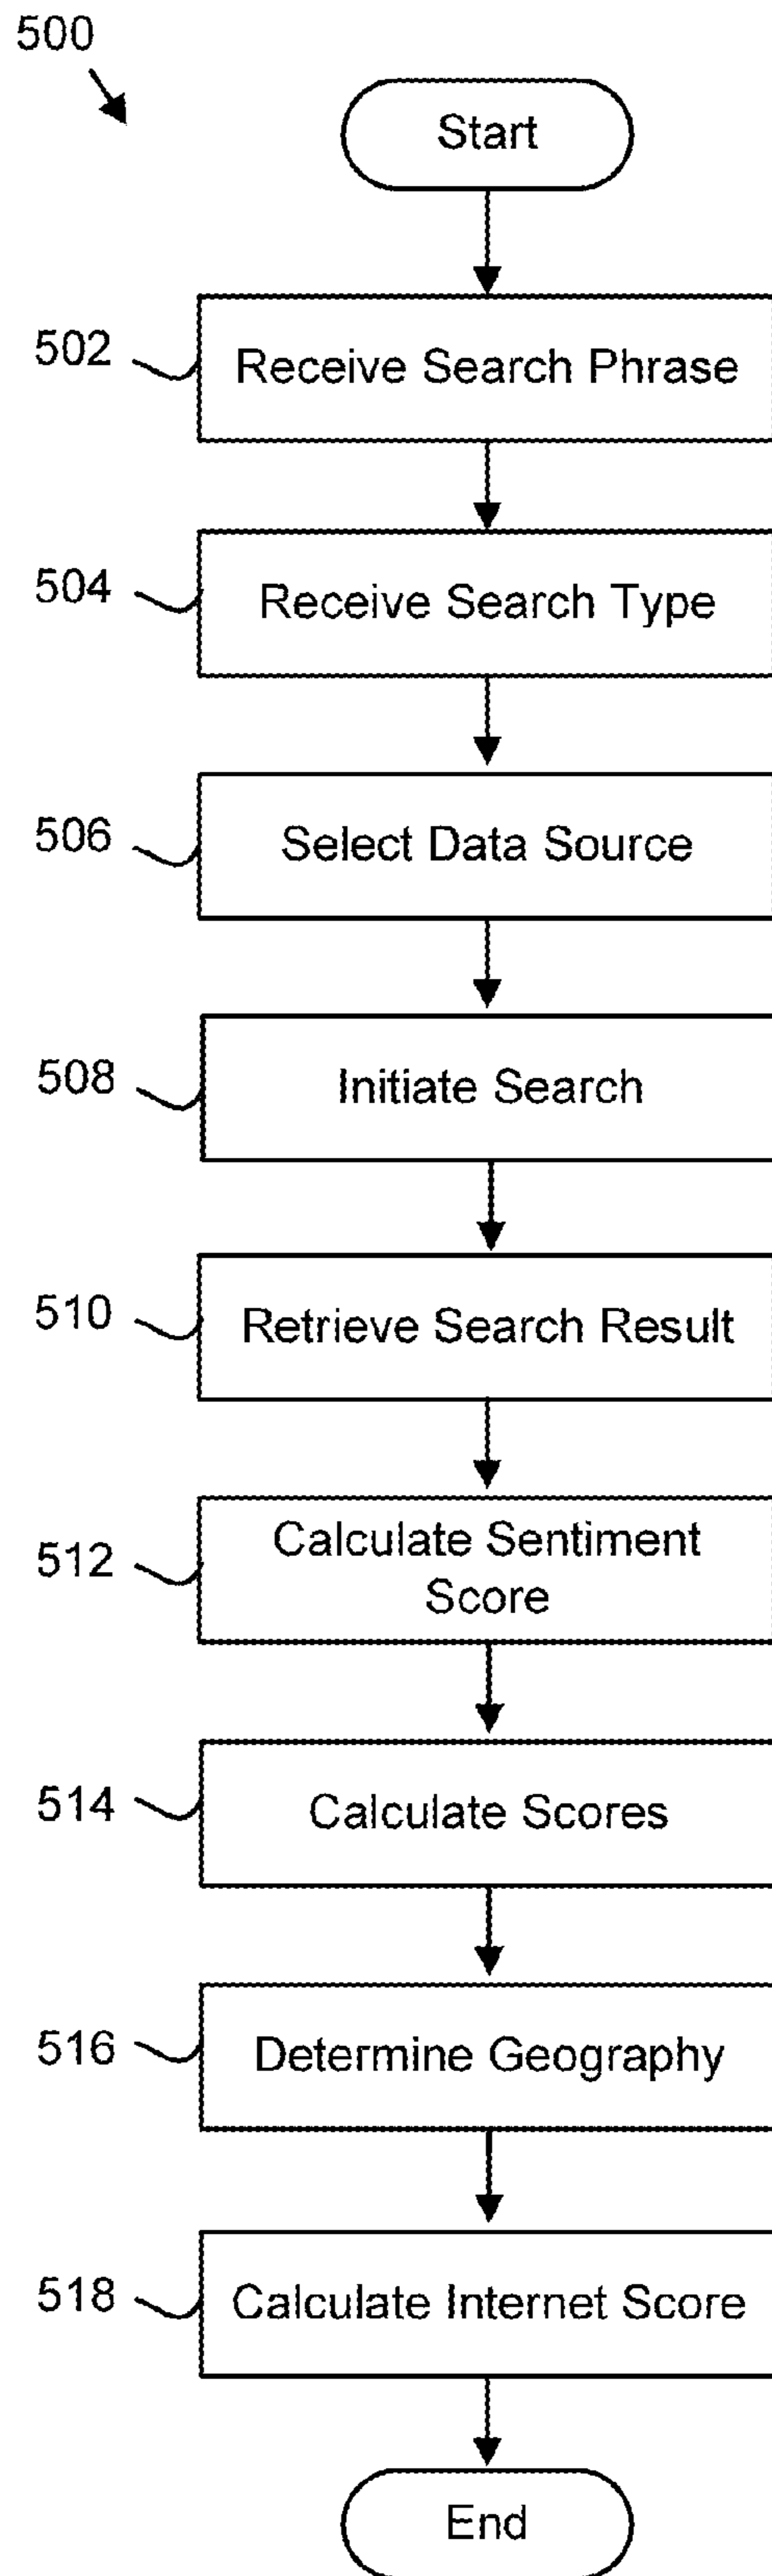 500
Start
502
Receive Search Phrase
504
Receive Search Type
506
Select Data Source
508
Initiate Search
510
Retrieve Search Result
512
Calculate Sentiment
Score
514
Calculate Scores
516
Determine Geography
518
Calculate Internet Score
End